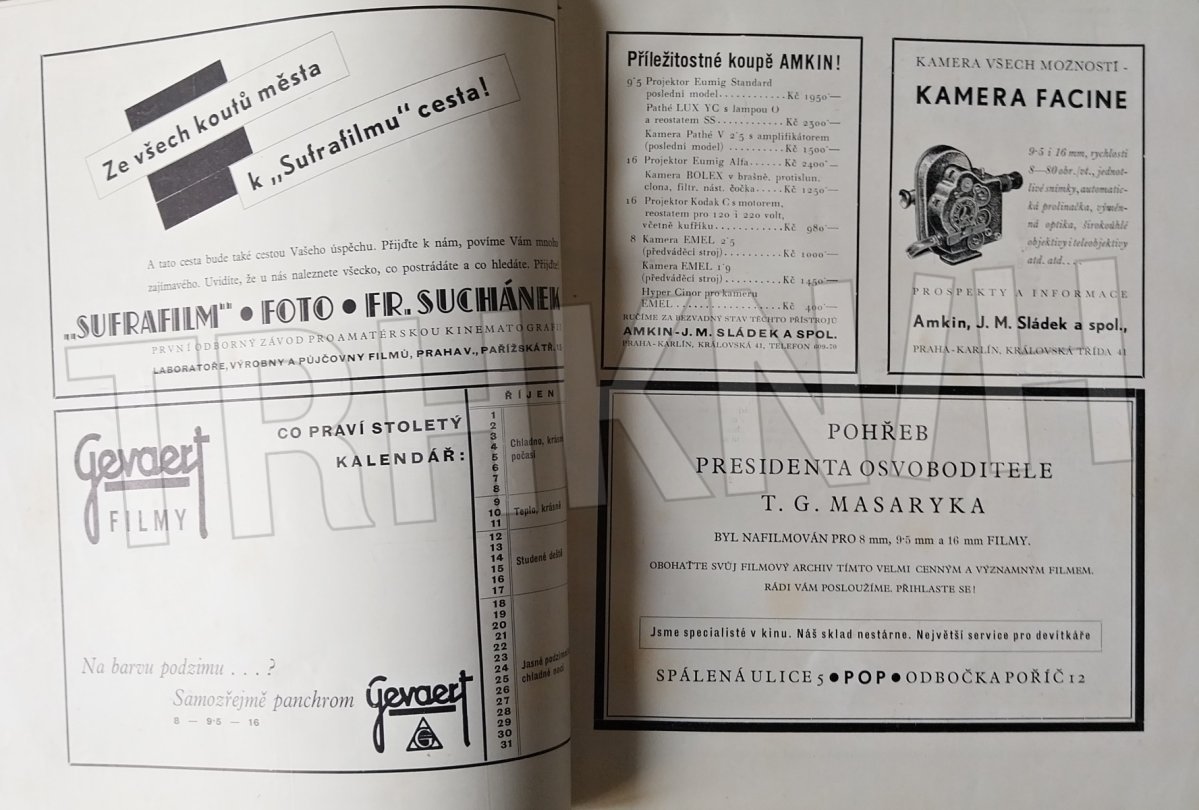 Ze všech koutů města
k „Sufrafilmu" cesta!
A tato cesta bude také cestou Vašeho úspěchu. Přijďte k nám, povíme Vám mnoho
zajímavého. Uvidíte, že u nás naleznete všecko, co postrádáte a co hledáte. Přijďte!
„SUFRAFILM" ● FOTO ● FR. SUCHÁNEK
PRVNÍ ODBORNÝ ZÁVOD PRO AMATÉRSKOU KINEMATOGRAFII
LABORATOŘE, VÝROBNY A PŮJČOVNY FILMŮ, PRAHA V., PAŘÍŽSKÁ TŘ.
Gevaert
FILMY
CO PRAVÍ STOLETÝ
KALENDÁŘ:
Na barvu podzimu . . . ?
Samozřejmě panchrom
8 — 9·5 — 16
Gevaert
G
ŘÍJEN
1
2
3
4 Chladno, krásné
5 počasí
6
7
8
9
10 Teplo, krásně
11
12
13
14 Studené deště
15
16
17
18
19
20
21
22
23 Jasné podzimní
24 chladné noci
25
26
27
28
29
30
31
Příležitostné koupě AMKIN!
9˙5 Projektor Eumig Standard
poslední model . . . . . . . . . . . Kč 1950˙—
Pathé LUX YC s lampou O
a reostatem SS . . . . . . . . . . . Kč 2300˙—
Kamera Pathé V 2˙5 s amplifikátorem
(poslední model) . . . . . . . . . Kč 1500˙—
16 Projektor Eumig Alfa . . . . . Kč 2400˙—
Kamera BOLEX v brašně, protislun.
clona, filtr, nást. čočka . . . . . Kč 1250˙—
16 Projektor Kodak C s motorem,
reostatem pro 120 i 220 volt,
včetně kufříku . . . . . . . . . . . Kč 980˙—
8 Kamera EMEL 2˙5
(předváděcí stroj) . . . . . . . . . Kč 1000˙—
Kamera EMEL 1˙9
(předváděcí stroj) . . . . . . . . . Kč 1450˙—
Hyper Cinor pro kameru
EMEL . . . . . . . . . . . . . . . . . Kč 400˙—
RUČÍME ZA BEZVADNÝ STAV TĚCHTO PŘÍSTROJŮ
AMKIN - J. M. SLÁDEK A SPOL.
PRAHA-KARLÍN, KRÁLOVSKÁ 41, TELEFON 609-70
KAMERA VŠECH MOŽNOSTÍ -
KAMERA FACINE
9·5 i 16 mm, rychlosti
8—80 obr./vt., jednot-
livé snímky, automatic-
ká prolínačka, výměn-
ná optika, širokoúhlé
objektivy i teleobjektivy
atd. atd. . . .
PROSPEKTY A INFORMACE
Amkin, J. M. Sládek a spol.,
PRAHA - KARLÍN, KRÁLOVSKÁ TŘÍDA 41
POHŘEB
PRESIDENTA OSVOBODITELE
T. G. MASARYKA
BYL NAFILMOVÁN PRO 8 mm, 9·5 mm a 16 mm FILMY.
OBOHAŤTE SVŮJ FILMOVÝ ARCHIV TÍMTO VELMI CENNÝM A VÝZNAMNÝM FILMEM.
RÁDI VÁM POSLOUŽÍME. PŘIHLASTE SE!
Jsme specialisté v kinu. Náš sklad nestárne. Největší service pro devítkáře
SPÁLENÁ ULICE 5 ● POP ● ODBOČKA POŘÍČ 12
TRHKNIH